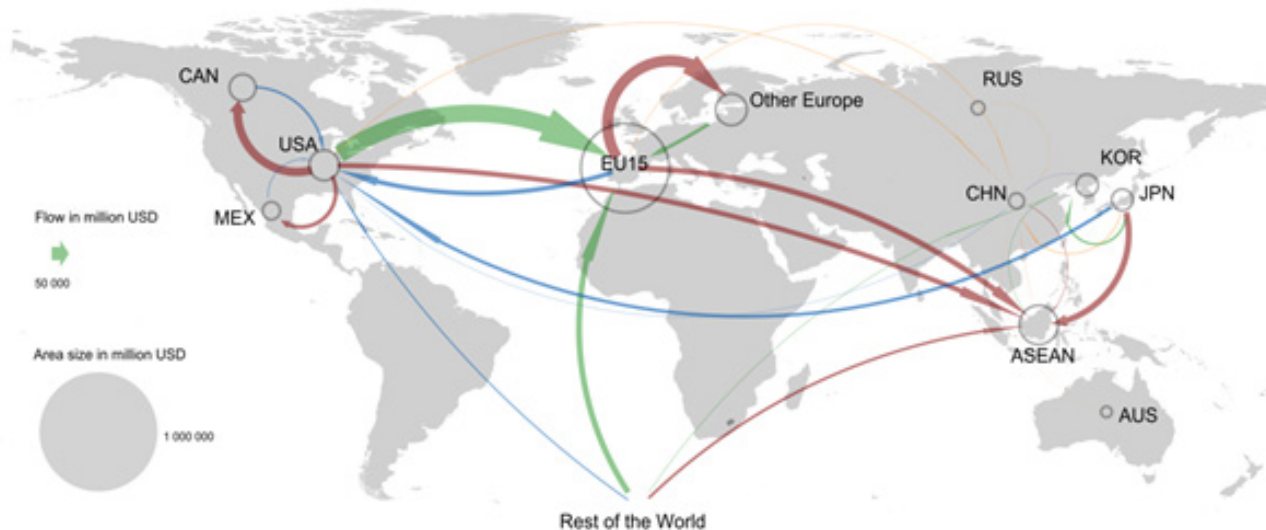 CAN
RUS
Other Europe
USA
EU15
KOR
CHN
JPN
MEX
Flow in million USD
50 000
Area size in million USD
ASEAN
AUS
1 000 000
Rest of the World